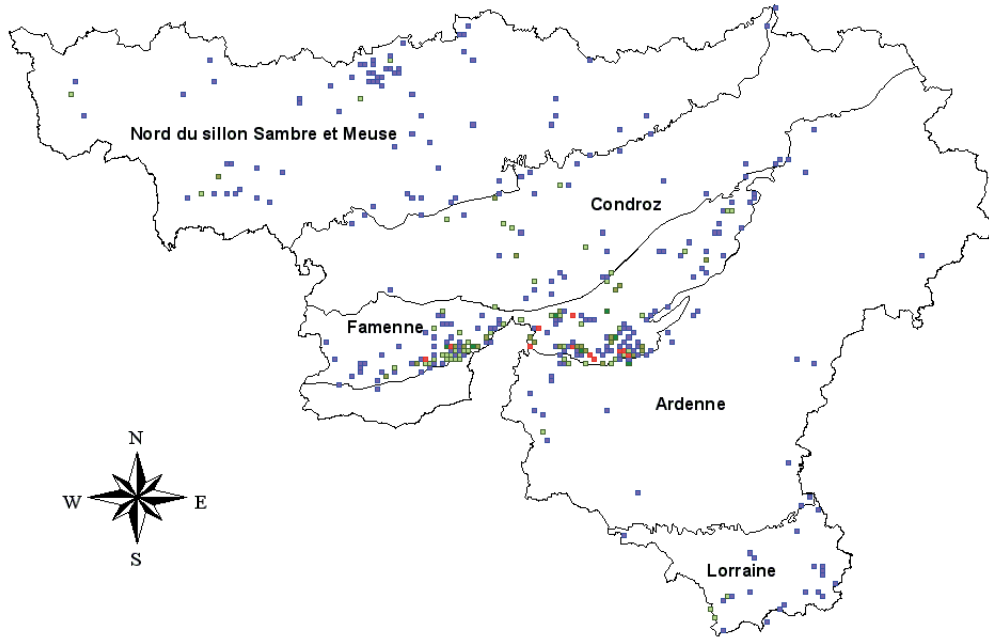 Nord du sillon Sambre et Meuse
Condroz
Famenne
Ardenne
N
W
E
S
Lorraine